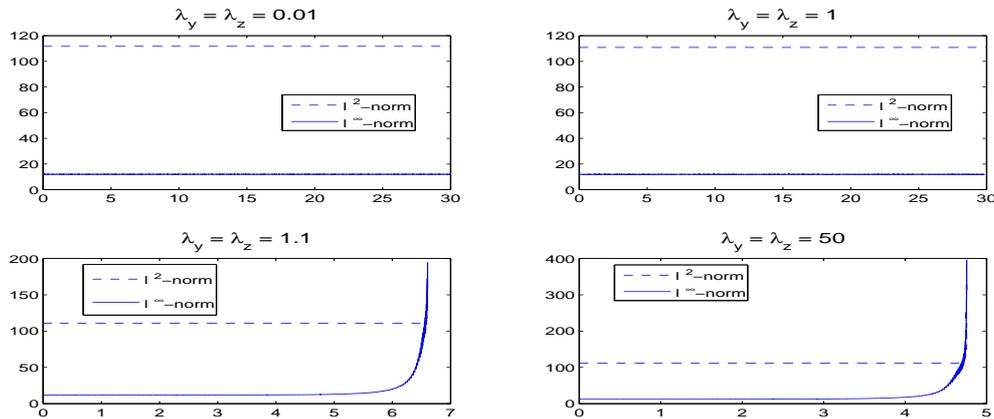 λy = λz = 0.01
120
100
80
60
40
20
0
l 2−norm
l ∞−norm
0 5 10 15 20 25 30
λy = λz = 1
120
100
80
60
40
20
0
l 2−norm
l ∞−norm
0 5 10 15 20 25 30
λy = λz = 1.1
200
150
100
50
0
l 2−norm
l ∞−norm
0 1 2 3 4 5 6 7
λy = λz = 50
400
300
200
100
0
l 2−norm
l ∞−norm
0 1 2 3 4 5